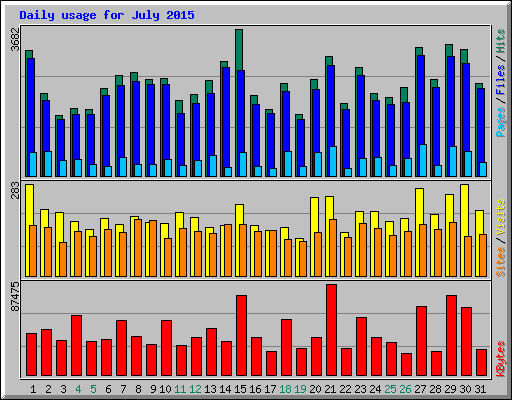 Daily usage for July 2015
3682
Pages / Files / Hits
283
Sites / Visits
87475
KBytes
1 2 3 4 5 6 7 8 9 10 11 12 13 14 15 16 17 18 19 20 21 22 23 24 25 26 27 28 29 30 31